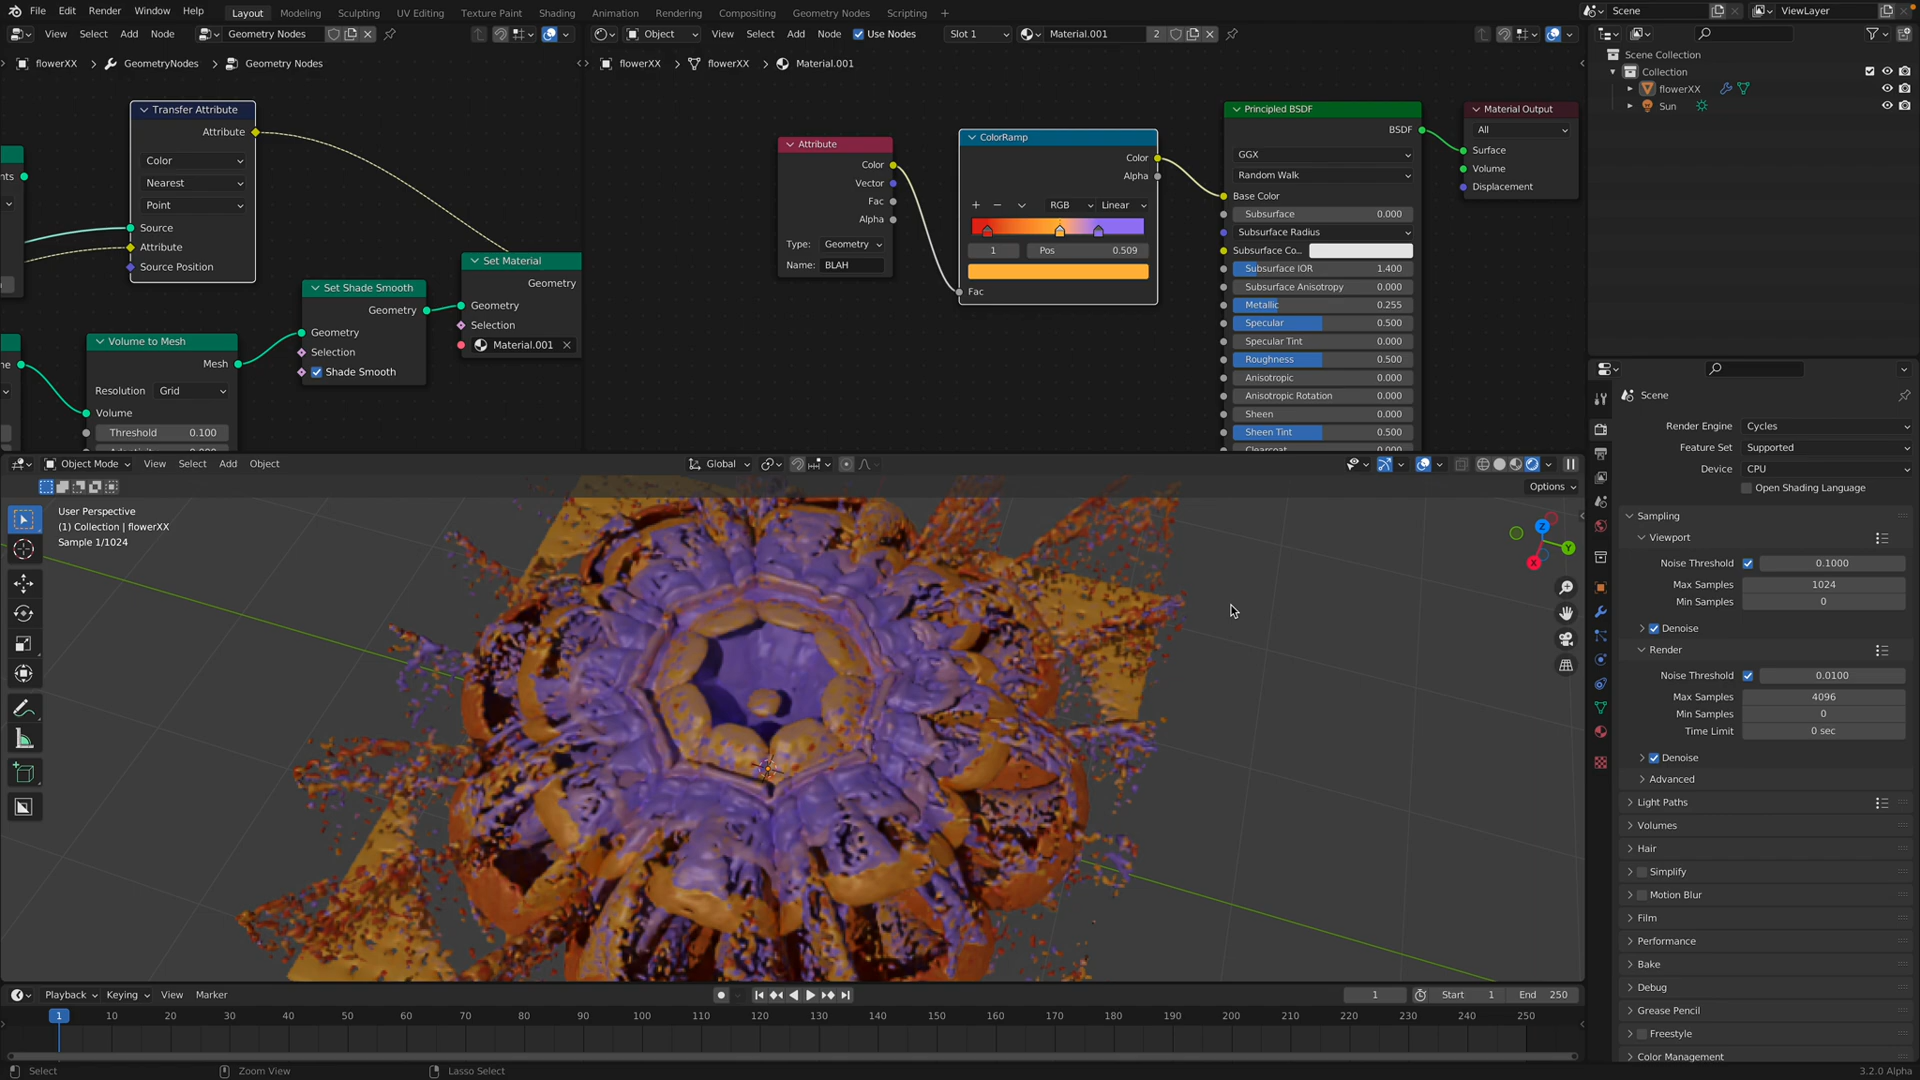 File Edit Render Window Help Layout Modeling Sculpting UV Editing Texture Paint Shading Animation Rendering Compositing Geometry Nodes Scripting + Scene ViewLayer
View Select Add Node Geometry Nodes Object View Select Add Node Use Nodes Slot 1 Material.001 2
flowerXX > GeometryNodes > Geometry Nodes flowerXX > flowerXX > Material.001
Scene Collection
Collection
flowerXX
Sun
Transfer Attribute
Attribute
Color
Nearest
Point
Source
Attribute
Source Position
Volume to Mesh
Mesh
Resolution Grid
Volume
Threshold 0.100
Set Shade Smooth
Geometry
Geometry
Selection
Shade Smooth
Set Material
Geometry
Geometry
Selection
Material.001
Attribute
Color
Vector
Fac
Alpha
Type: Geometry
Name: BLAH
ColorRamp
Color
Alpha
RGB Linear
1 Pos 0.509
Fac
Principled BSDF
BSDF
GGX
Random Walk
Base Color
Subsurface 0.000
Subsurface Radius
Subsurface Co...
Subsurface IOR 1.400
Subsurface Anisotropy 0.000
Metallic 0.255
Specular 0.500
Specular Tint 0.000
Roughness 0.500
Anisotropic 0.000
Anisotropic Rotation 0.000
Sheen 0.000
Sheen Tint 0.500
Material Output
All
Surface
Volume
Displacement
Object Mode View Select Add Object Global
Options
User Perspective
(1) Collection | flowerXX
Sample 1/1024
Z
Y
X
Scene
Render Engine Cycles
Feature Set Supported
Device CPU
Open Shading Language
Sampling
Viewport
Noise Threshold 0.1000
Max Samples 1024
Min Samples 0
Denoise
Render
Noise Threshold 0.0100
Max Samples 4096
Min Samples 0
Time Limit 0 sec
Denoise
Advanced
Light Paths
Volumes
Hair
Simplify
Motion Blur
Film
Performance
Bake
Debug
Grease Pencil
Freestyle
Color Management
Playback Keying View Marker 1 Start 1 End 250
1 10 20 30 40 50 60 70 80 90 100 110 120 130 140 150 160 170 180 190 200 210 220 230 240 250
Select Zoom View Lasso Select 3.2.0 Alpha